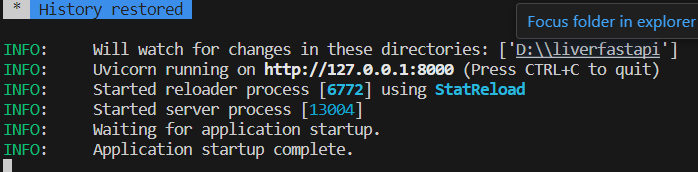 * History restored
Focus folder in explorer
INFO: Will watch for changes in these directories: ['D:\\liverfastapi']
INFO: Uvicorn running on http://127.0.0.1:8000 (Press CTRL+C to quit)
INFO: Started reloader process [6772] using StatReload
INFO: Started server process [13004]
INFO: Waiting for application startup.
INFO: Application startup complete.